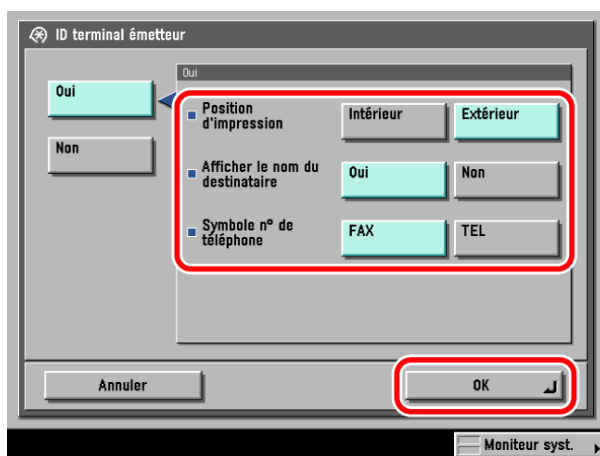 ID terminal émetteur
Oui
Oui
Non
Position
d'impression
Intérieur
Extérieur
Afficher le nom du
destinataire
Oui
Non
Symbole nº de
téléphone
FAX
TEL
Annuler
OK
Moniteur syst.